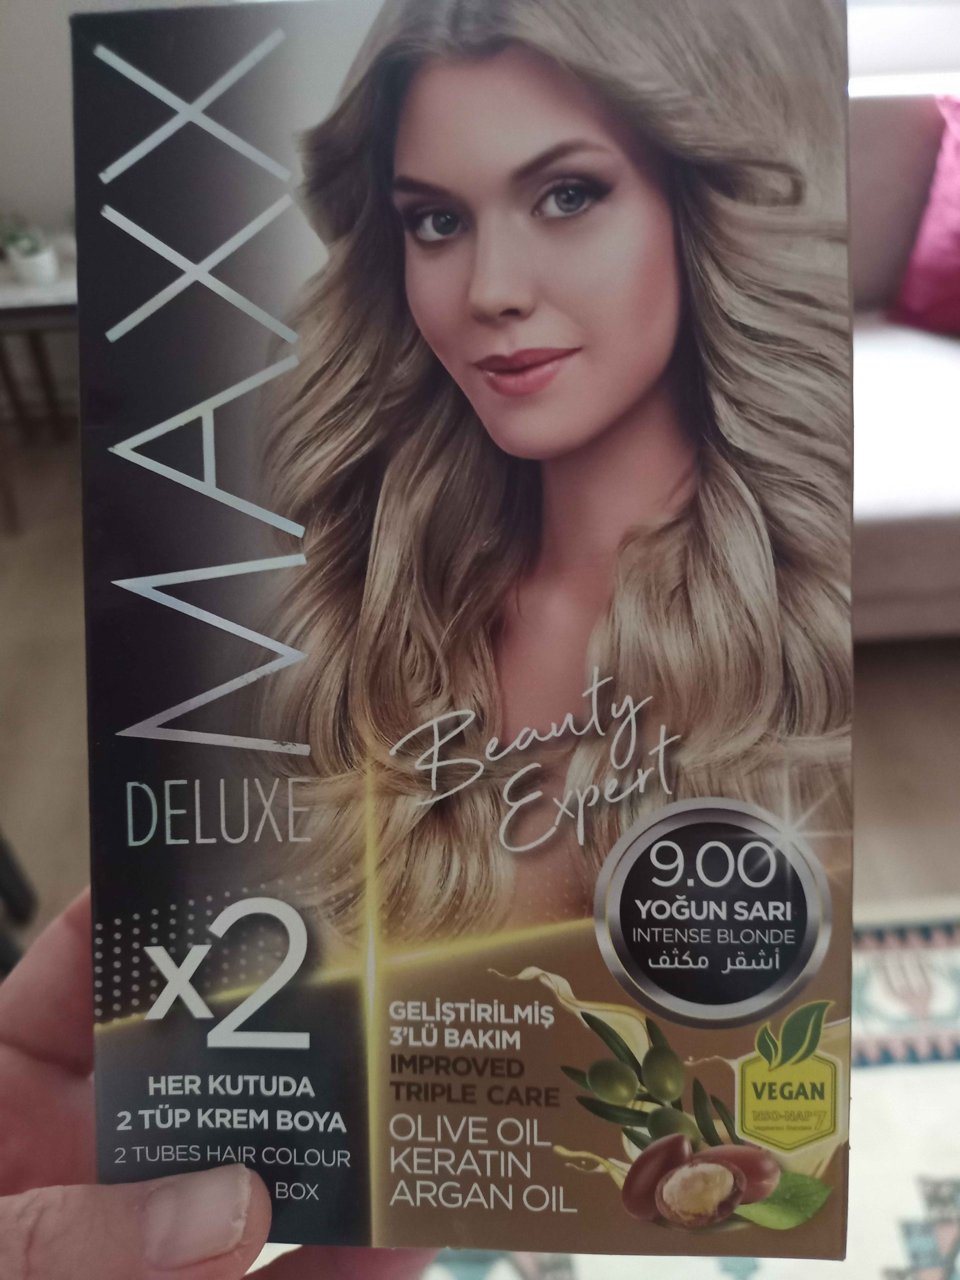 MAXX
DELUXE
Beauty
Expert
9.00
YOĞUN SARI
INTENSE BLONDE
أشقر مكثف
x2
HER KUTUDA
2 TÜP KREM BOYA
2 TUBES HAIR COLOUR
BOX
GELİŞTİRİLMİŞ
3'LÜ BAKIM
IMPROVED
TRIPLE CARE
OLIVE OIL
KERATIN
ARGAN OIL
VEGAN